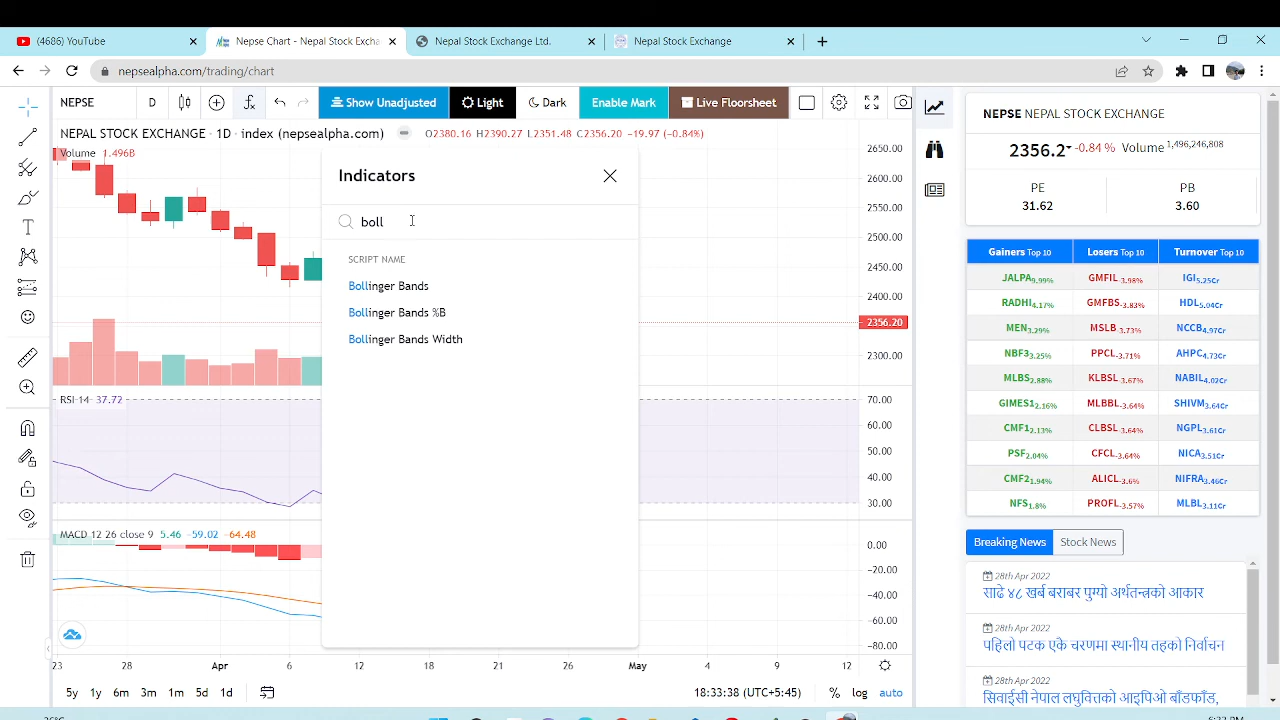 (4686) YouTube
Nepse Chart - Nepal Stock Excha
Nepal Stock Exchange Ltd.
Nepal Stock Exchange
nepsealpha.com/trading/chart
NEPSE D Show Unadjusted Light Dark Enable Mark Live Floorsheet
NEPAL STOCK EXCHANGE · 1D · index (nepsealpha.com) O2380.16 H2390.27 L2351.48 C2356.20 -19.97 (-0.84%)
Volume 1.496B
Indicators
boll
SCRIPT NAME
Bollinger Bands
Bollinger Bands %B
Bollinger Bands Width
2650.00
2600.00
2550.00
2500.00
2450.00
2400.00
2356.20
2300.00
RSI 14 37.72
70.00
60.00
50.00
40.00
30.00
MACD 12 26 close 9 5.46 -59.02 -64.48
0.00
-20.00
-40.00
-60.00
-80.00
23 28 Apr 6 12 18 26 May 4 9 12
5y 1y 6m 3m 1m 5d 1d 18:33:38 (UTC+5:45) % log auto
NEPSE NEPAL STOCK EXCHANGE
2356.2 -0.84 % Volume 1,496,246,808
PE PB
31.62 3.60
Gainers Top 10 Losers Top 10 Turnover Top 10
JALPA 9.99% GMFIL -3.98% IGI 5.25Cr
RADHI 4.17% GMFBS -3.83% HDL 5.04Cr
MEN 3.29% MSLB -3.73% NCCB 4.97Cr
NBF3 3.25% PPCL -3.71% AHPC 4.73Cr
MLBS 2.88% KLBSL -3.67% NABIL 4.02Cr
GIMES1 2.16% MLBBL -3.64% SHIVM 3.64Cr
CMF1 2.13% CLBSL -3.64% NGPL 3.61Cr
PSF 2.04% CFCL -3.64% NICA 3.51Cr
CMF2 1.94% ALICL -3.6% NIFRA 3.46Cr
NFS 1.8% PROFL -3.57% MLBL 3.11Cr
Breaking News Stock News
28th Apr 2022
साढे ४८ खर्ब बराबर पुग्यो अर्थतन्त्रको आकार
28th Apr 2022
पहिलो पटक एकै चरणमा स्थानीय तहको निर्वाचन
28th Apr 2022
सिवाईसी नेपाल लघुवित्तको आइपिओ बाँडफाँड,